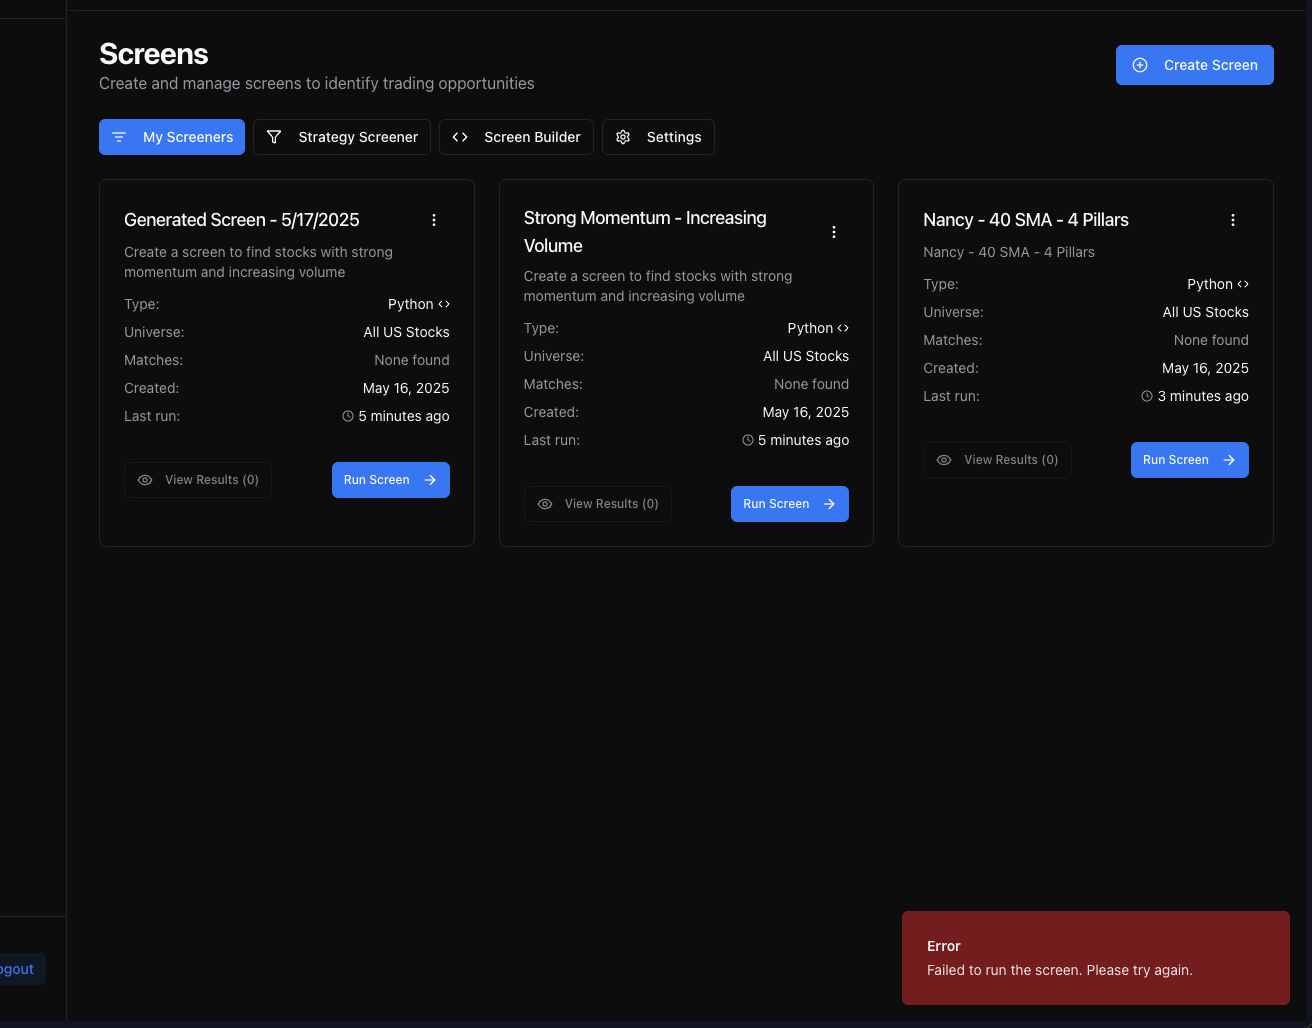 Screens
Create and manage screens to identify trading opportunities
Create Screen
My Screeners
Strategy Screener
Screen Builder
Settings
Generated Screen - 5/17/2025
Create a screen to find stocks with strong
momentum and increasing volume
Type: Python
Universe: All US Stocks
Matches: None found
Created: May 16, 2025
Last run: 5 minutes ago
View Results (0)
Run Screen
Strong Momentum - Increasing
Volume
Create a screen to find stocks with strong
momentum and increasing volume
Type: Python
Universe: All US Stocks
Matches: None found
Created: May 16, 2025
Last run: 5 minutes ago
View Results (0)
Run Screen
Nancy - 40 SMA - 4 Pillars
Nancy - 40 SMA - 4 Pillars
Type: Python
Universe: All US Stocks
Matches: None found
Created: May 16, 2025
Last run: 3 minutes ago
View Results (0)
Run Screen
ogout
Error
Failed to run the screen. Please try again.